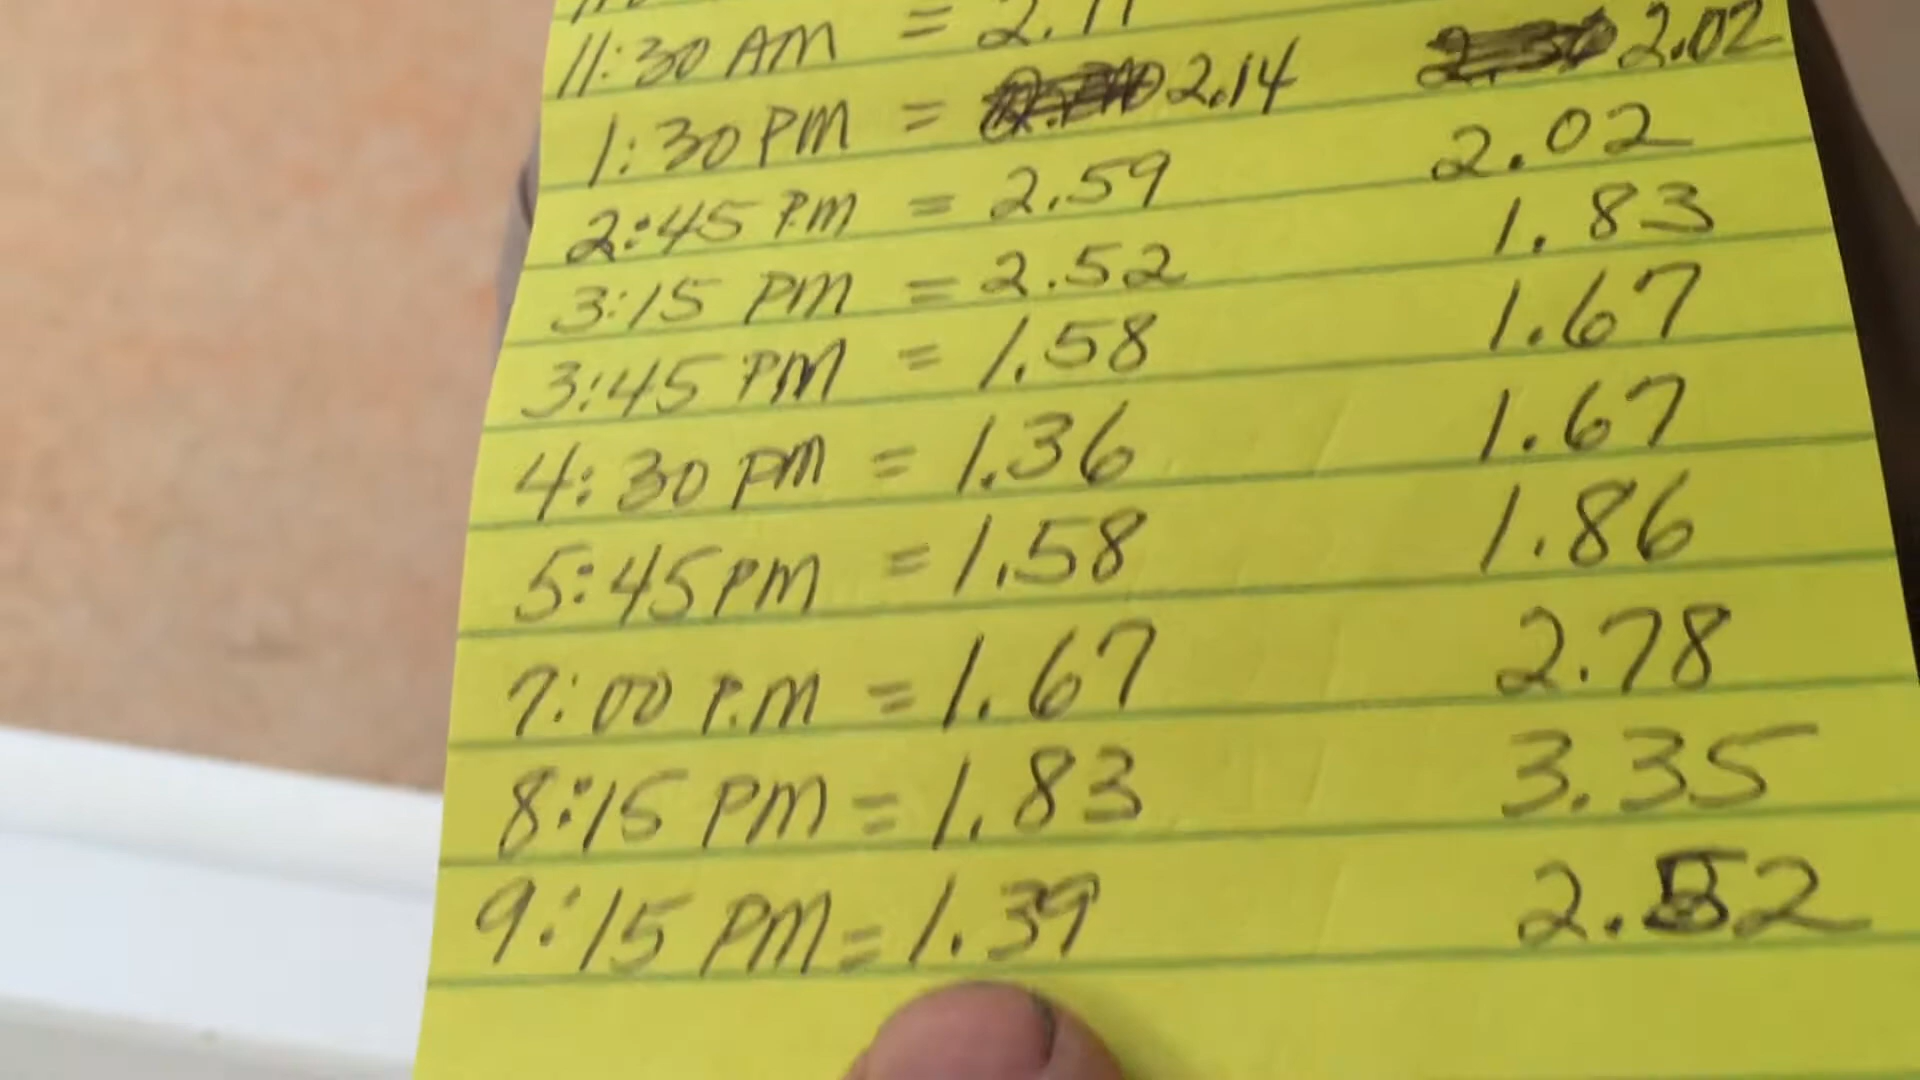 11:30 AM =
1:30 PM = 2.14 2.02
2:45 P.M = 2.59 2.02
3:15 PM = 2.52 1.83
3:45 PM = 1.58 1.67
4:30 PM = 1.36 1.67
5:45 PM = 1.58 1.86
7:00 P.M = 1.67 2.78
8:15 PM = 1.83 3.35
9:15 PM = 1.39 2.52